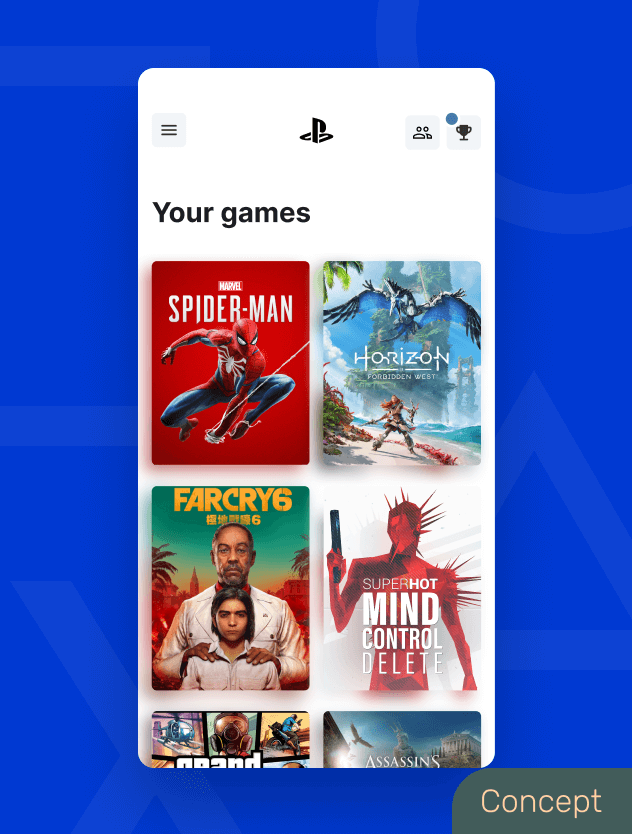 Your games
MARVEL
SPIDER-MAN
HORIZON
FORBIDDEN WEST
FARCRY6
極地戰嚎6
SUPERHOT
MIND
CONTROL
DELETE
grand
ASSASSIN'S
Concept